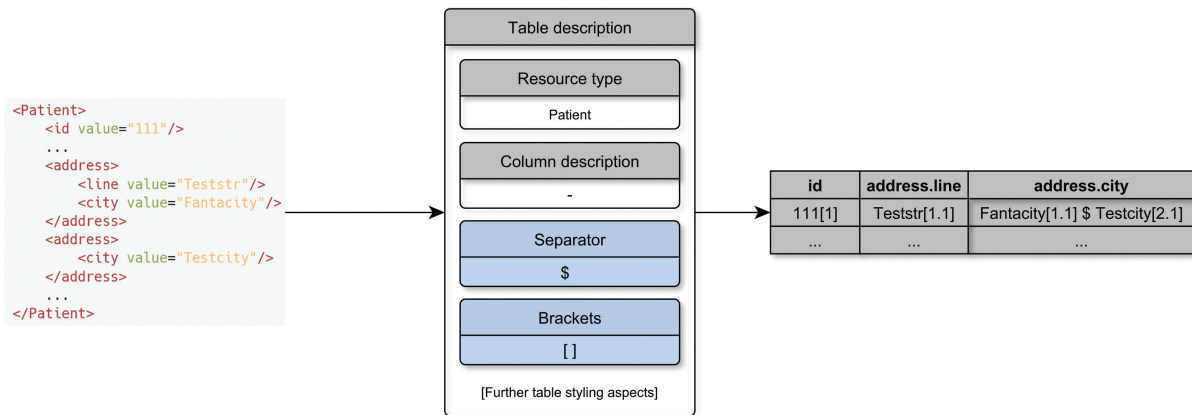 <Patient>
    <id value="111"/>
    ...
    <address>
        <line value="Teststr"/>
        <city value="Fantacity"/>
    </address>
    <address>
        <city value="Testcity"/>
    </address>
    ...
</Patient>
Table description
Resource type
Patient
Column description
-
Separator
$
Brackets
[ ]
[Further table styling aspects]
id address.line address.city
111[1] Teststr[1.1] Fantacity[1.1] $ Testcity[2.1]
... ... ...